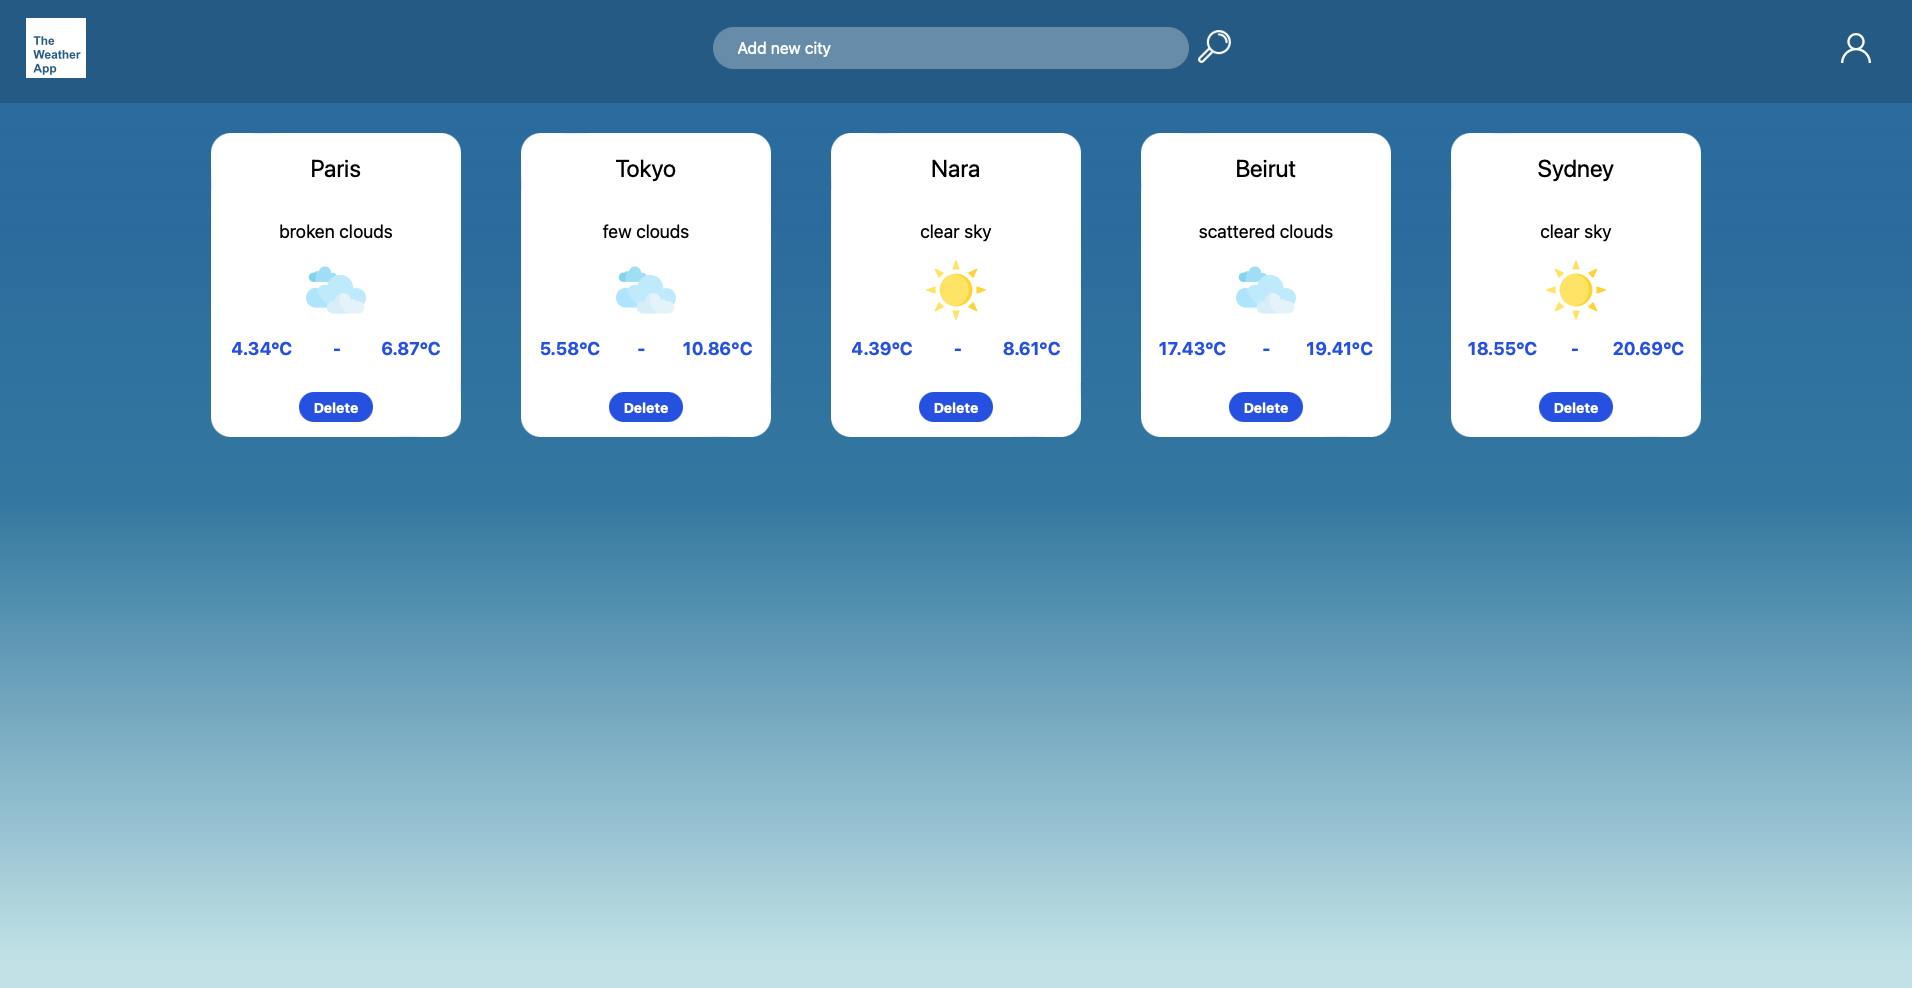 The
Weather
App
Add new city
Paris
broken clouds
4.34°C - 6.87°C
Delete
Tokyo
few clouds
5.58°C - 10.86°C
Delete
Nara
clear sky
4.39°C - 8.61°C
Delete
Beirut
scattered clouds
17.43°C - 19.41°C
Delete
Sydney
clear sky
18.55°C - 20.69°C
Delete